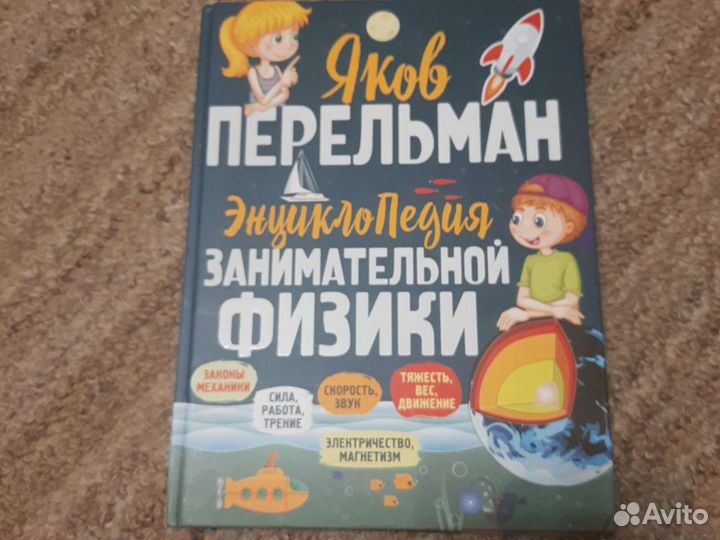 Яков
ПЕРЕЛЬМАН
ЭнциклоПедия
ЗАНИМАТЕЛЬНОЙ
ФИЗИКИ
ЗАКОНЫ
МЕХАНИКИ
СИЛА,
РАБОТА,
ТРЕНИЕ
СКОРОСТЬ,
ЗВУК
ТЯЖЕСТЬ,
ВЕС,
ДВИЖЕНИЕ
ЭЛЕКТРИЧЕСТВО,
МАГНЕТИЗМ
Avito